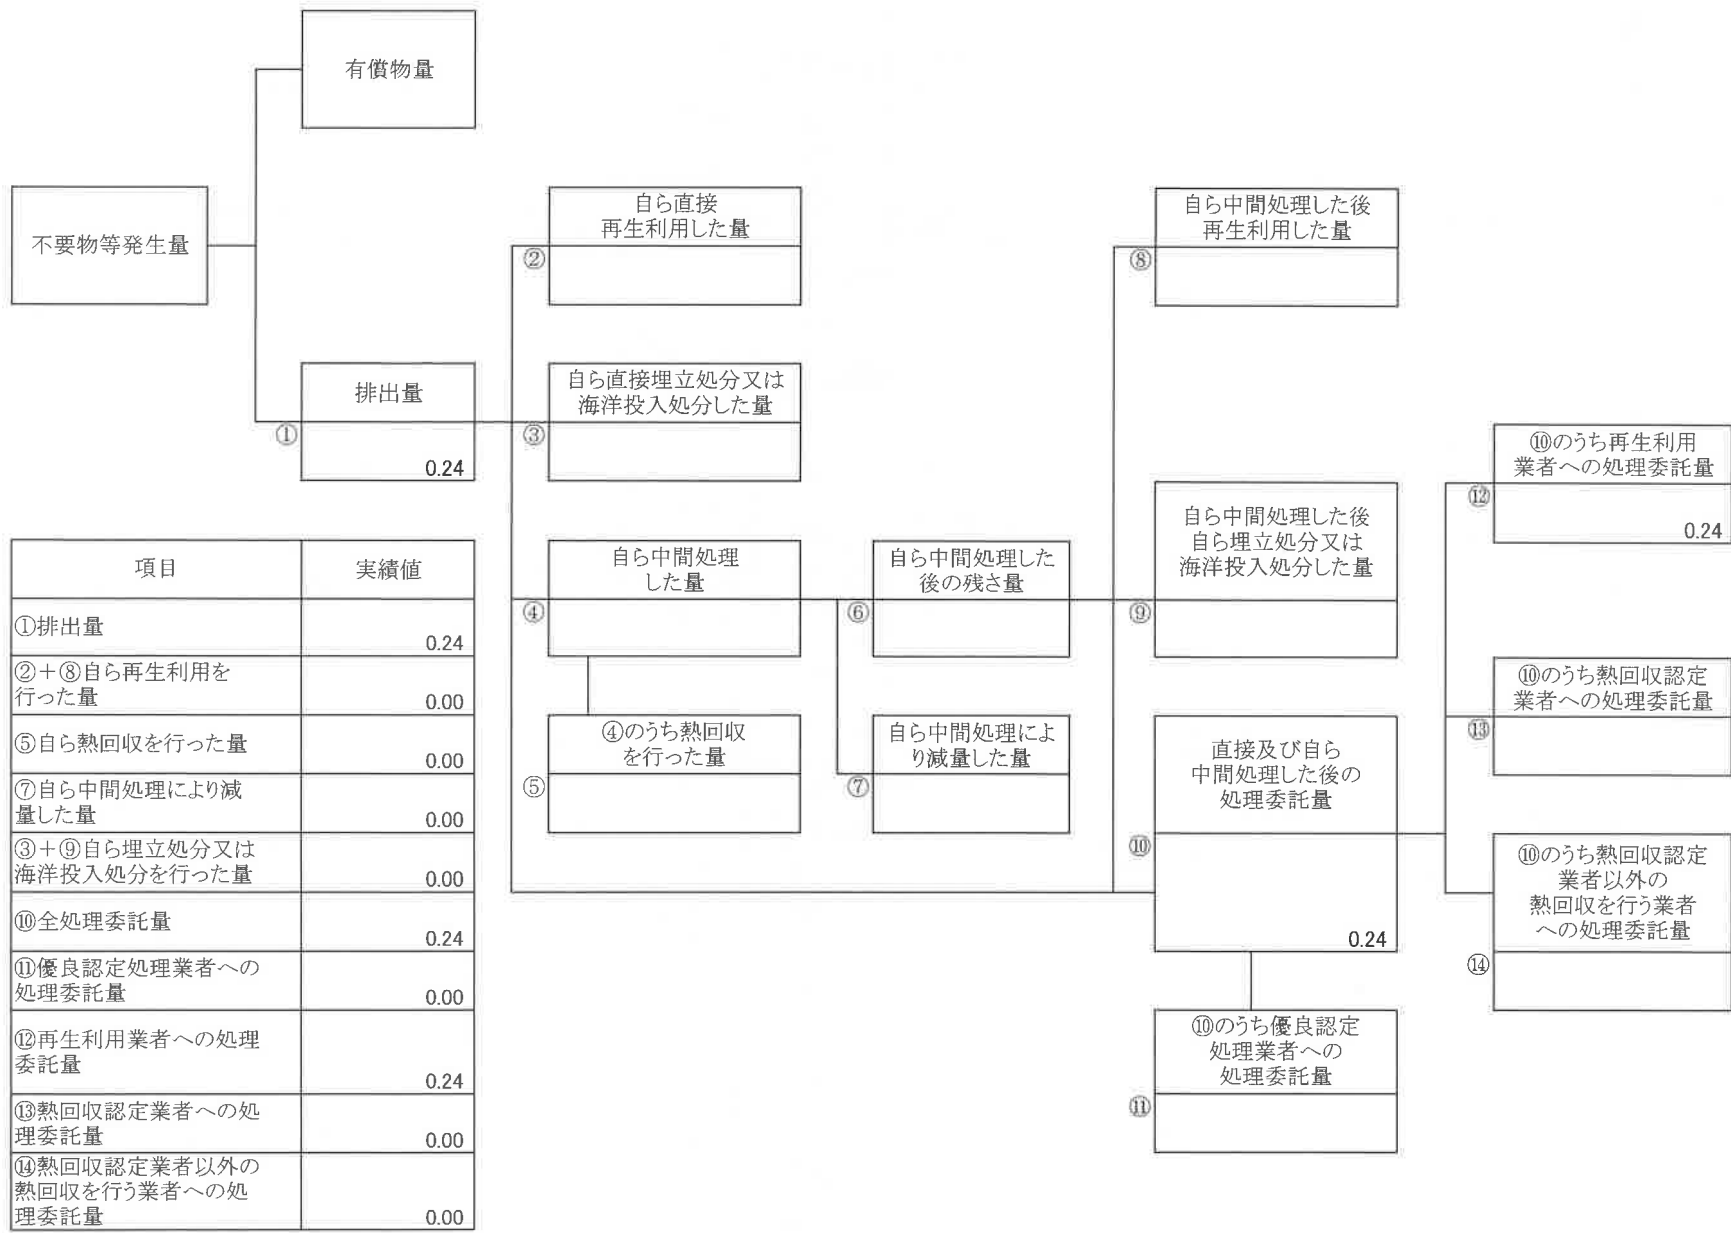 有償物量
不要物等発生量
自ら直接
再生利用した量
②
自ら中間処理した後
再生利用した量
⑧
排出量
①
0.24
自ら直接埋立処分又は
海洋投入処分した量
③
自ら中間処理
した量
④
自ら中間処理した
後の残さ量
⑥
自ら中間処理した後
自ら埋立処分又は
海洋投入処分した量
⑨
⑩のうち再生利用
業者への処理委託量
⑫
0.24
④のうち熱回収
を行った量
⑤
自ら中間処理によ
り減量した量
⑦
直接及び自ら
中間処理した後の
処理委託量
⑩
0.24
⑩のうち熱回収認定
業者への処理委託量
⑬
⑩のうち熱回収認定
業者以外の
熱回収を行う業者
への処理委託量
⑭
⑩のうち優良認定
処理業者への
処理委託量
⑪
項目
実績値
①排出量
0.24
②+⑧自ら再生利用を
行った量
0.00
⑤自ら熱回収を行った量
0.00
⑦自ら中間処理により減
量した量
0.00
③+⑨自ら埋立処分又は
海洋投入処分を行った量
0.00
⑩全処理委託量
0.24
⑪優良認定処理業者への
処理委託量
0.00
⑫再生利用業者への処理
委託量
0.24
⑬熱回収認定業者への処
理委託量
0.00
⑭熱回収認定業者以外の
熱回収を行う業者への処
理委託量
0.00